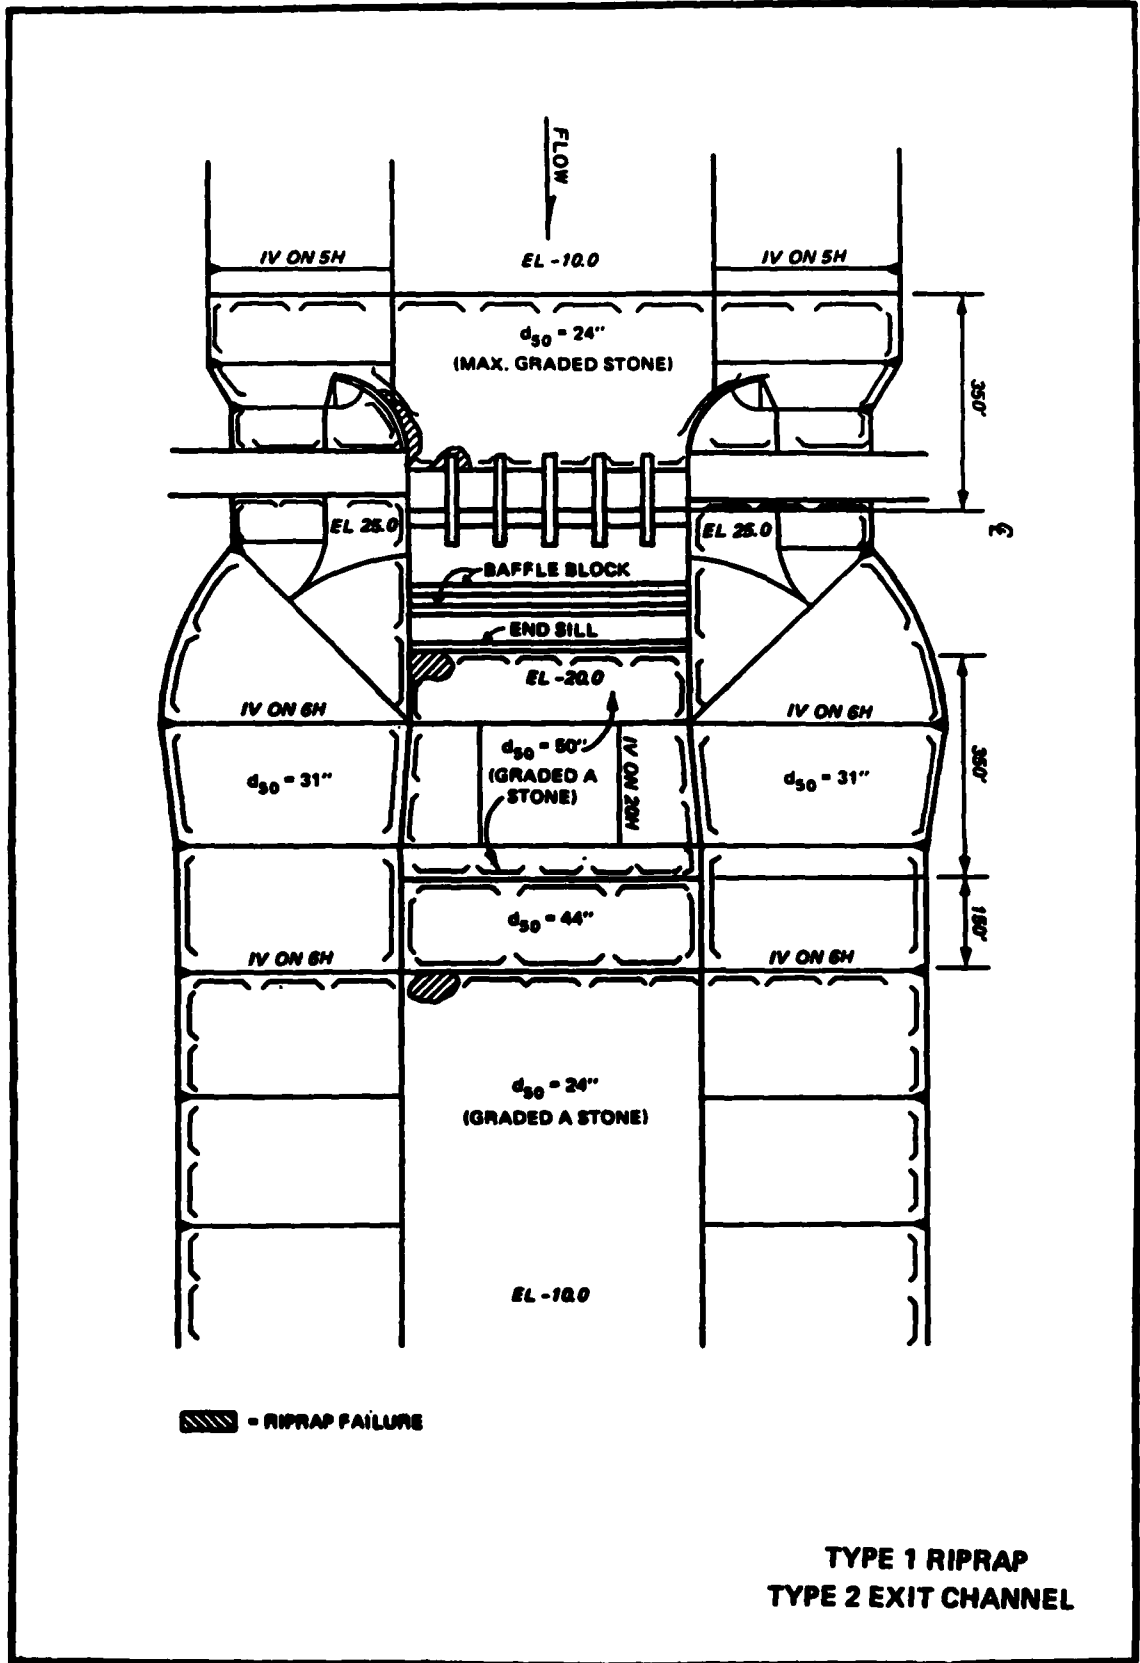 FLOW
IV ON 5H
EL -10.0
IV ON 5H
d50 = 24"
(MAX. GRADED STONE)
350'
EL 25.0
EL 25.0
℄
BAFFLE BLOCK
END SILL
EL -20.0
IV ON 6H
IV ON 6H
d50 = 50"
(GRADED A
STONE)
IV ON 20H
d50 = 31"
d50 = 31"
350'
d50 = 44"
150'
IV ON 6H
IV ON 6H
d50 = 24"
(GRADED A STONE)
EL -10.0
= RIPRAP FAILURE
TYPE 1 RIPRAP
TYPE 2 EXIT CHANNEL